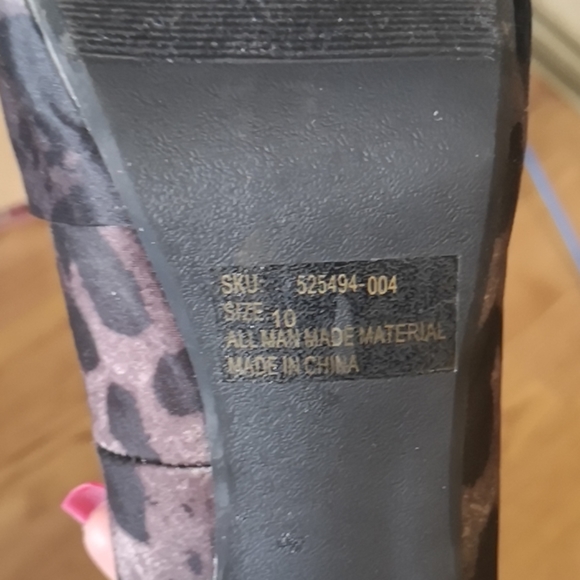 SKU: 525494-004
SIZE 10
ALL MAN MADE MATERIAL
MADE IN CHINA